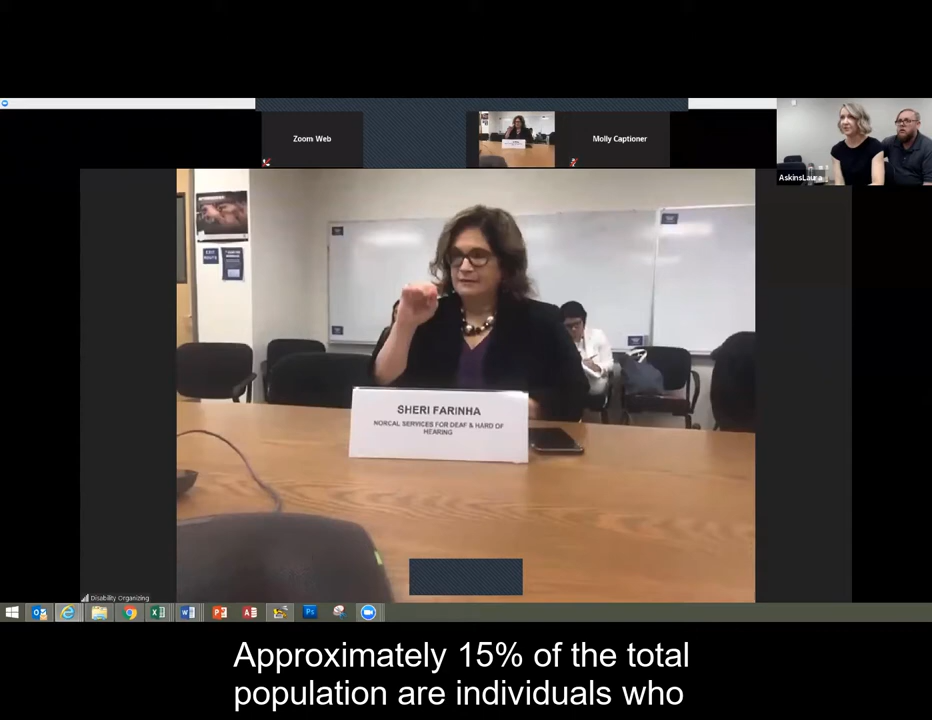 Zoom Web
Molly Captioner
AskinsLaura
SHERI FARINHA
NORCAL SERVICES FOR DEAF & HARD OF
HEARING
Disability Organizing
Approximately 15% of the total
population are individuals who